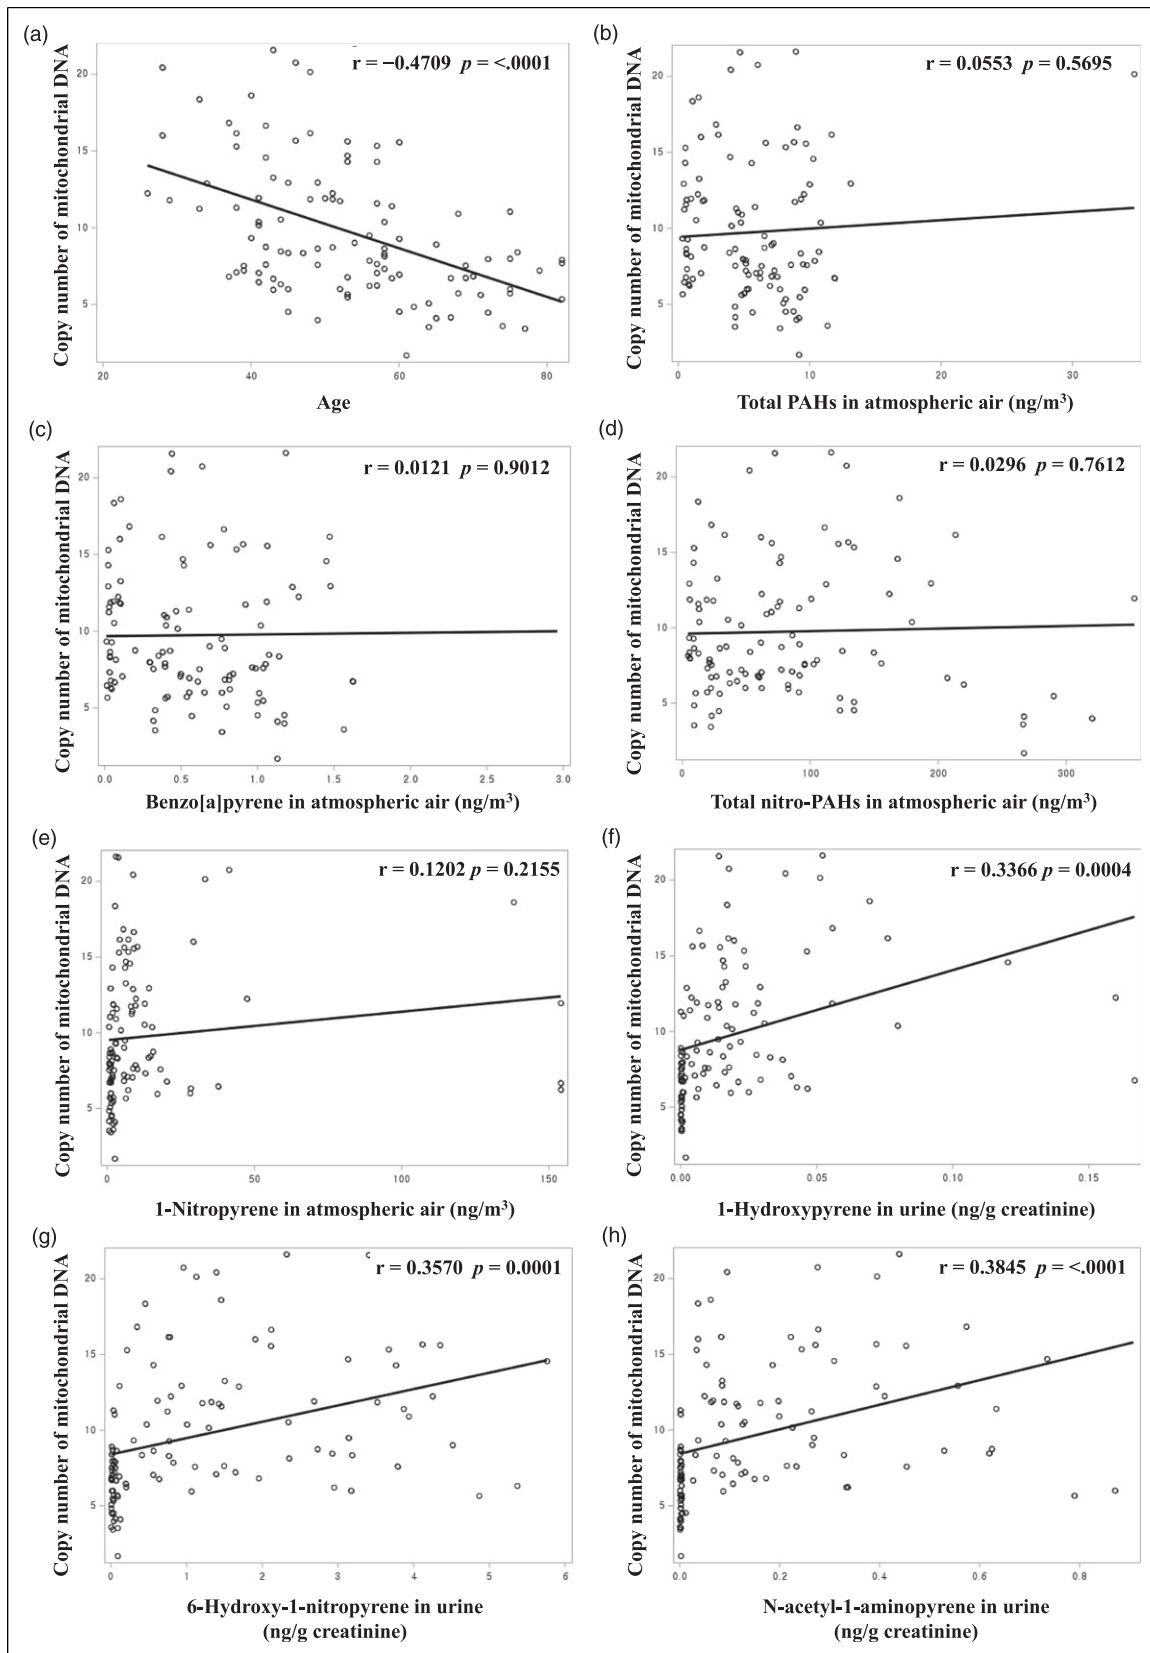 (a)
Copy number of mitochondrial DNA
r = −0.4709 p = <.0001
20
15
10
5
20 40 60 80
Age
(b)
Copy number of mitochondrial DNA
r = 0.0553 p = 0.5695
20
15
10
5
0 10 20 30
Total PAHs in atmospheric air (ng/m³)
(c)
Copy number of mitochondrial DNA
r = 0.0121 p = 0.9012
20
15
10
5
0.0 0.5 1.0 1.5 2.0 2.5 3.0
Benzo[a]pyrene in atmospheric air (ng/m³)
(d)
Copy number of mitochondrial DNA
r = 0.0296 p = 0.7612
20
15
10
5
0 100 200 300
Total nitro-PAHs in atmospheric air (ng/m³)
(e)
Copy number of mitochondrial DNA
r = 0.1202 p = 0.2155
20
15
10
5
0 50 100 150
1-Nitropyrene in atmospheric air (ng/m³)
(f)
Copy number of mitochondrial DNA
r = 0.3366 p = 0.0004
20
15
10
5
0.00 0.05 0.10 0.15
1-Hydroxypyrene in urine (ng/g creatinine)
(g)
Copy number of mitochondrial DNA
r = 0.3570 p = 0.0001
20
15
10
5
0 1 2 3 4 5 6
6-Hydroxy-1-nitropyrene in urine
(ng/g creatinine)
(h)
Copy number of mitochondrial DNA
r = 0.3845 p = <.0001
20
15
10
5
0.0 0.2 0.4 0.6 0.8
N-acetyl-1-aminopyrene in urine
(ng/g creatinine)